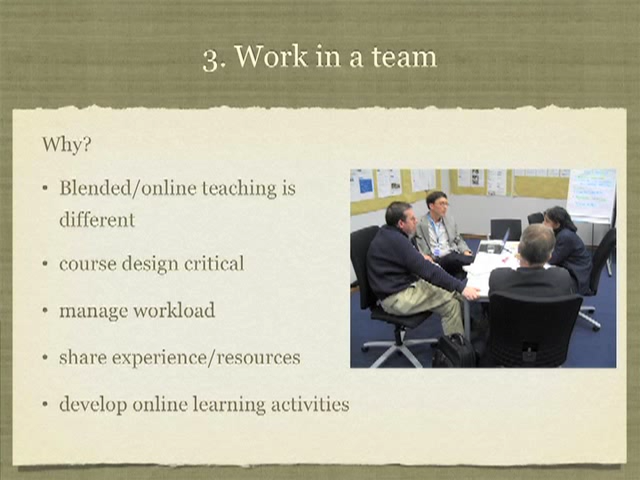 3. Work in a team
Why?
• Blended/online teaching is
different
• course design critical
• manage workload
• share experience/resources
• develop online learning activities